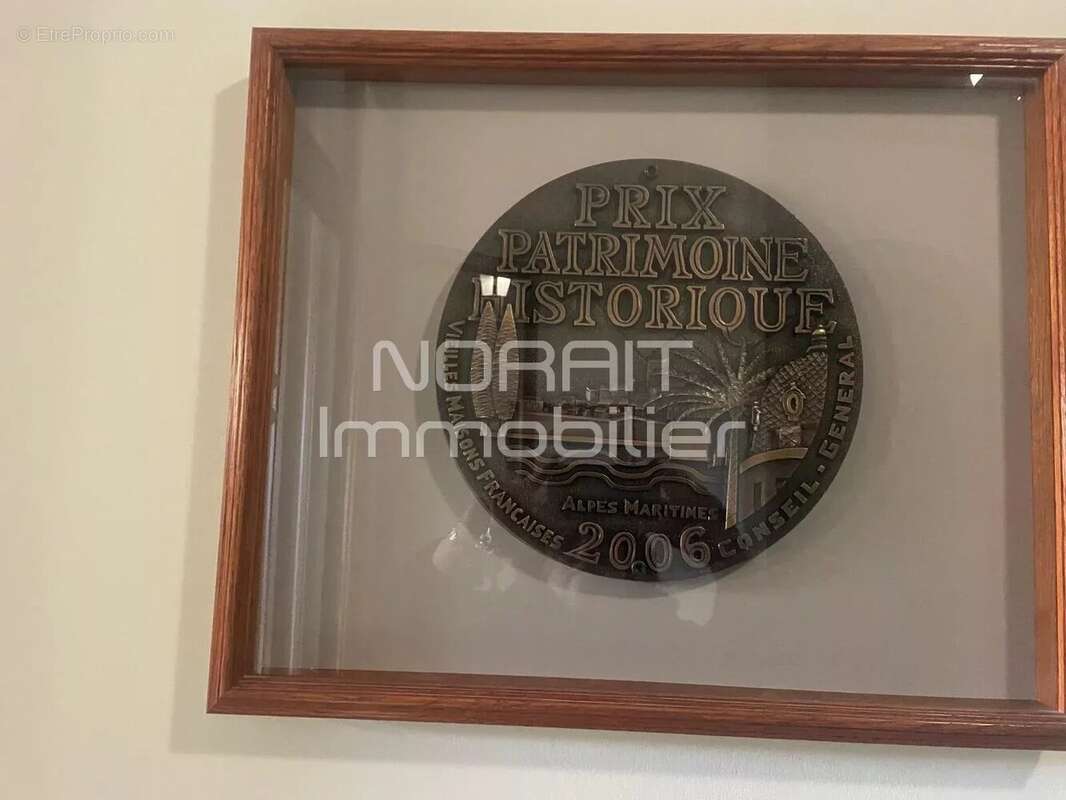 © EtreProprio.com
PRIX
PATRIMOINE
HISTORIQUE
NORAIT
Immobilier
VIEILLES MAISONS FRANÇAISES
CONSEIL . GENERAL
ALPES MARITIMES
2006